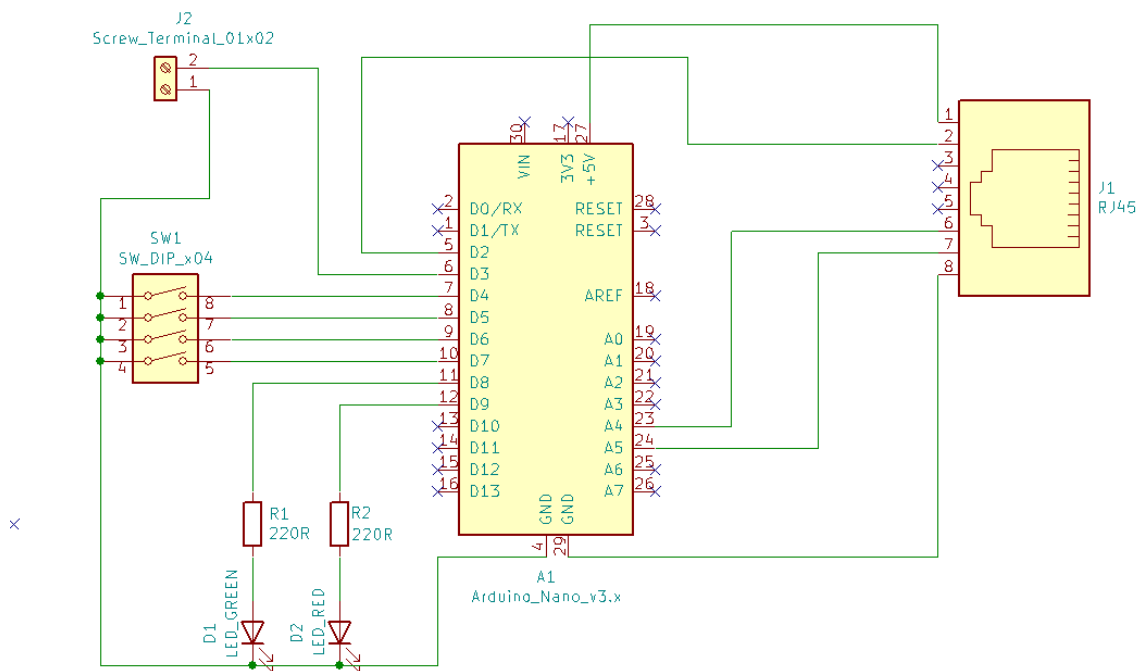 J2
Screw_Terminal_01x02
2
1
SW1
SW_DIP_x04
1
2
3
4
8
7
6
5
30
17
27
VIN
3V3
+5V
2 D0/RX
1 D1/TX
5 D2
6 D3
7 D4
8 D5
9 D6
10 D7
11 D8
12 D9
13 D10
14 D11
15 D12
16 D13
RESET 28
RESET 3
AREF 18
A0 19
A1 20
A2 21
A3 22
A4 23
A5 24
A6 25
A7 26
GND
GND
4
29
A1
Arduino_Nano_v3.x
1
2
3
4
5
6
7
8
J1
RJ45
R1
220R
R2
220R
D1
LED_GREEN
D2
LED_RED